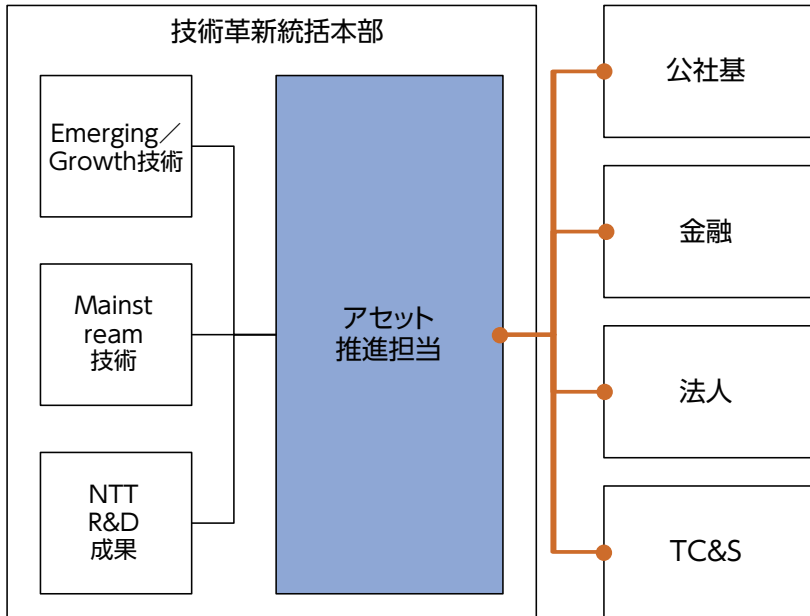 技術革新統括本部
Emerging／
Growth技術
Mainst
ream
技術
NTT
R&D
成果
アセット
推進担当
公社基
金融
法人
TC&S